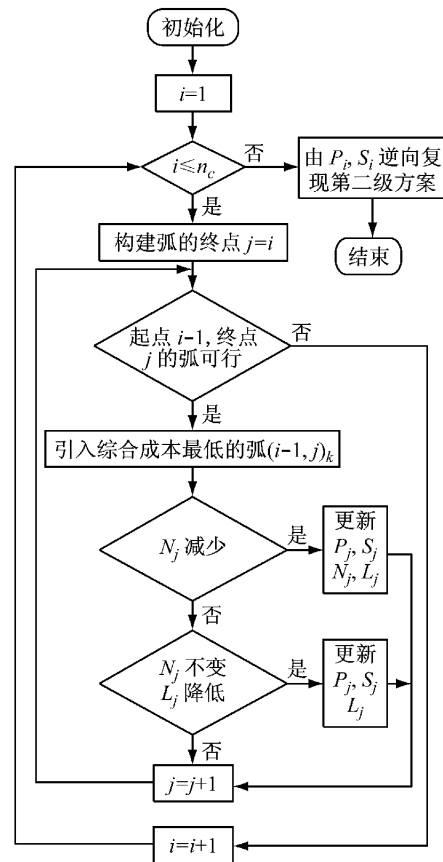 初始化
i=1
i≤n_c
否
是
由 P_i, S_i 逆向复
现第二级方案
结束
构建弧的终点 j=i
起点 i-1, 终点
j 的弧可行
否
是
引入综合成本最低的弧(i-1, j)_k
N_j 减少
是
更新
P_j, S_j
N_j, L_j
否
N_j 不变
L_j 降低
是
更新
P_j, S_j
L_j
否
j=j+1
i=i+1